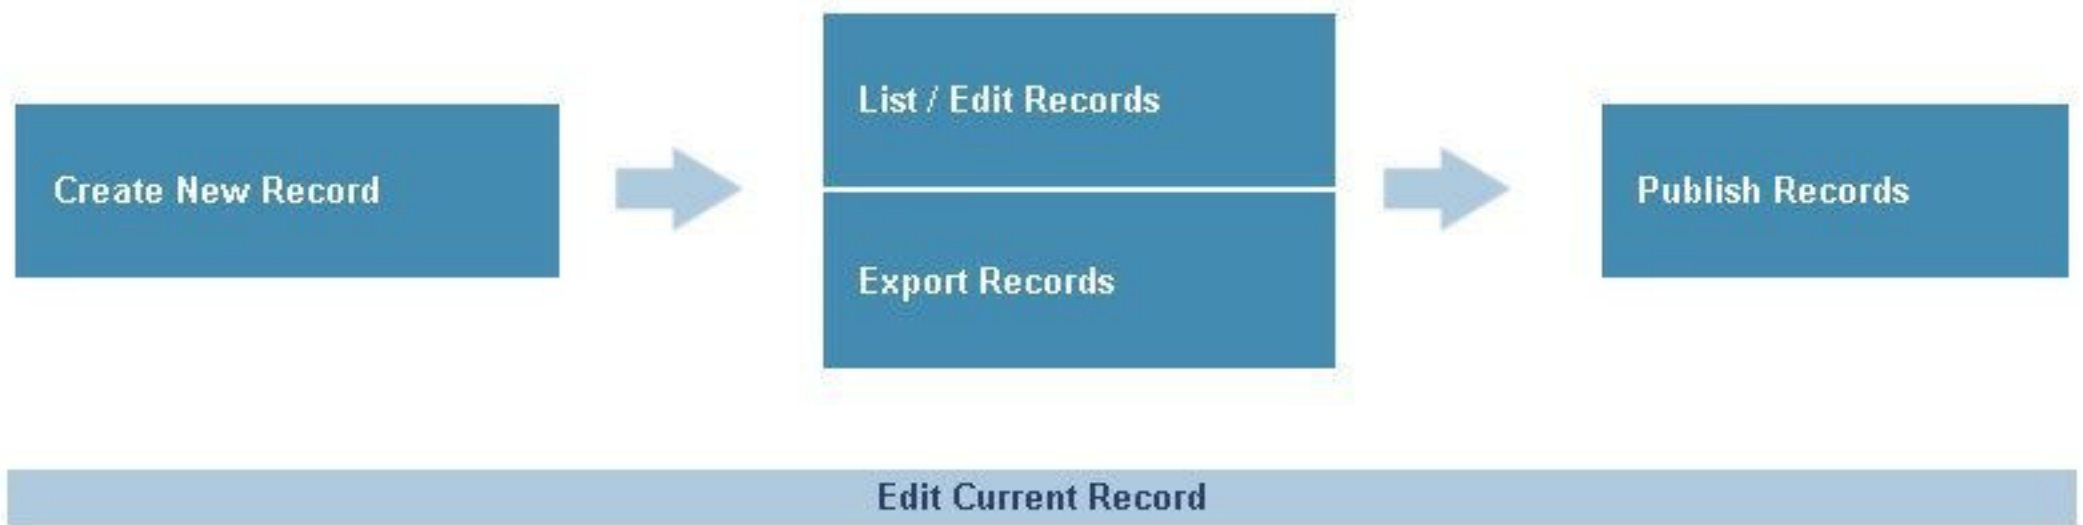 Create New Record
List / Edit Records
Export Records
Publish Records
Edit Current Record